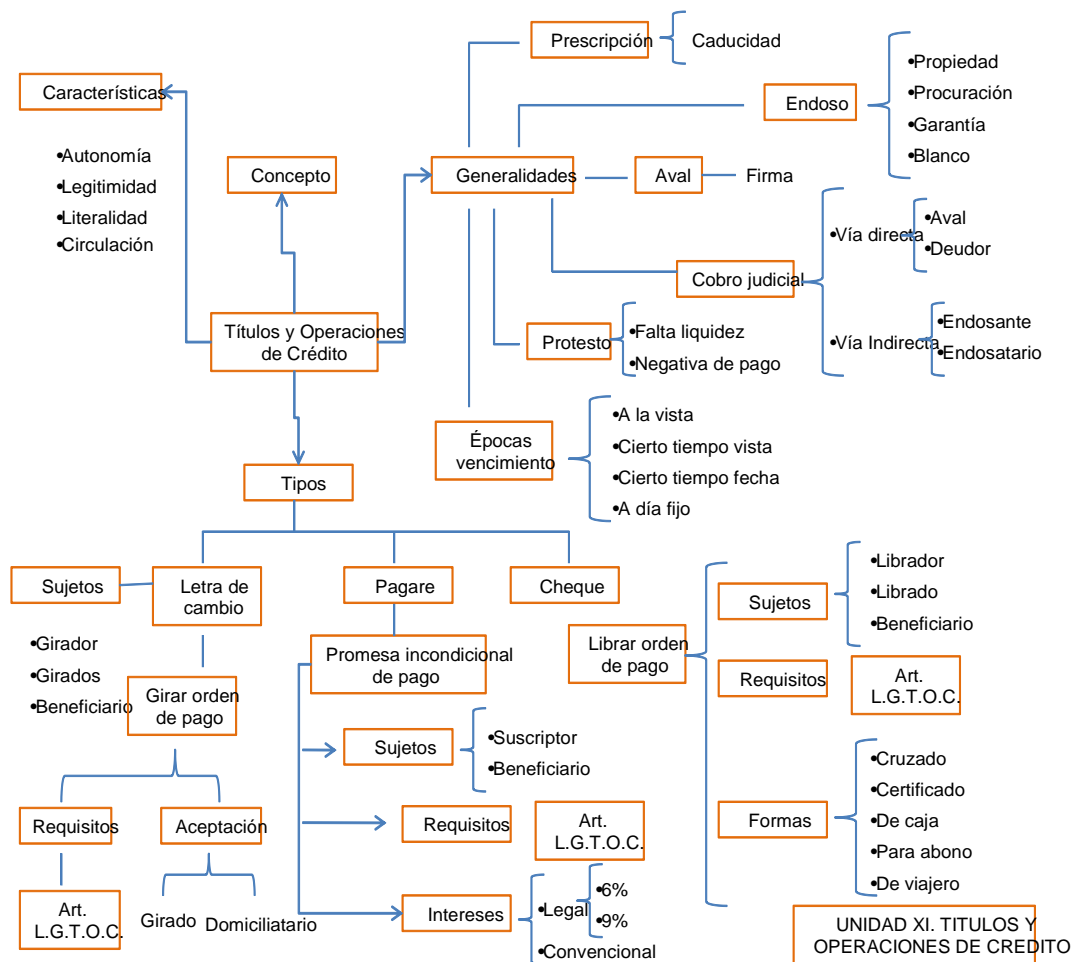 Prescripción
Caducidad
Características
•Autonomía
•Legitimidad
•Literalidad
•Circulación
Concepto
Generalidades
Endoso
•Propiedad
•Procuración
•Garantía
•Blanco
Aval
Firma
Cobro judicial
•Vía directa
•Aval
•Deudor
•Vía Indirecta
•Endosante
•Endosatario
Títulos y Operaciones
de Crédito
Protesto
•Falta liquidez
•Negativa de pago
Épocas
vencimiento
•A la vista
•Cierto tiempo vista
•Cierto tiempo fecha
•A día fijo
Tipos
Sujetos
•Girador
•Girados
•Beneficiario
Letra de
cambio
Girar orden
de pago
Requisitos
Art.
L.G.T.O.C.
Aceptación
Girado
Domiciliatario
Pagare
Promesa incondicional
de pago
Sujetos
•Suscriptor
•Beneficiario
Requisitos
Art.
L.G.T.O.C.
Intereses
•Legal
•6%
•9%
•Convencional
Cheque
Librar orden
de pago
Sujetos
•Librador
•Librado
•Beneficiario
Requisitos
Art.
L.G.T.O.C.
Formas
•Cruzado
•Certificado
•De caja
•Para abono
•De viajero
UNIDAD XI. TITULOS Y
OPERACIONES DE CREDITO